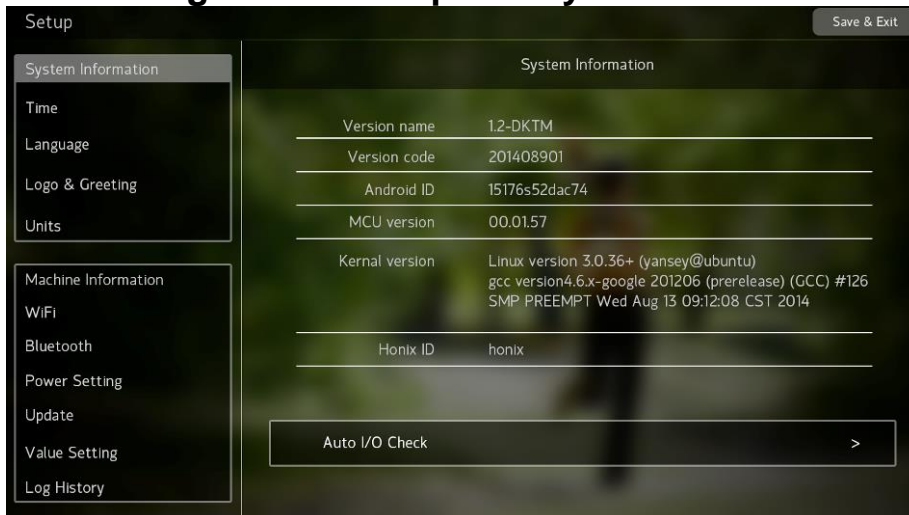 Setup
Save & Exit
System Information
Time
Language
Logo & Greeting
Units
Machine Information
WiFi
Bluetooth
Power Setting
Update
Value Setting
Log History
System Information
Version name 1.2-DKTM
Version code 201408901
Android ID 15176s52dac74
MCU version 00.01.57
Kernal version Linux version 3.0.36+ (yansey@ubuntu)
gcc version4.6.x-google 201206 (prerelease) (GCC) #126
SMP PREEMPT Wed Aug 13 09:12:08 CST 2014
Honix ID honix
Auto I/O Check >